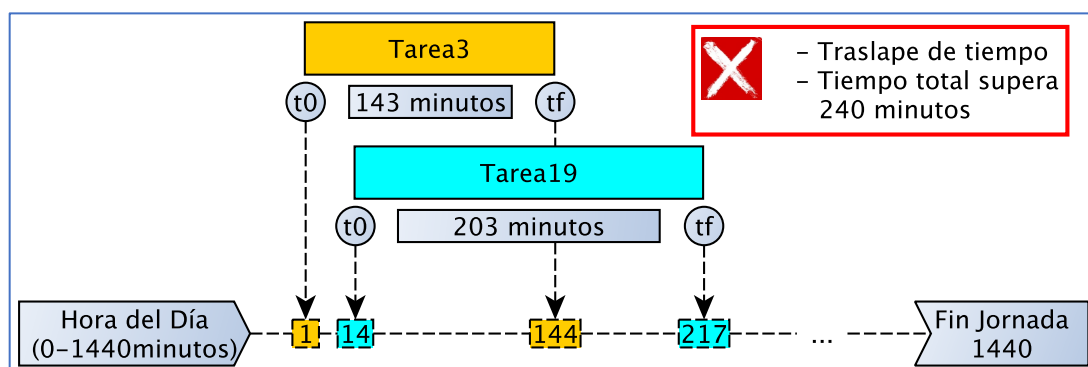 Tarea3
- Traslape de tiempo
- Tiempo total supera
240 minutos
t0
143 minutos
tf
Tarea19
t0
203 minutos
tf
Hora del Día
(0-1440minutos)
1
14
144
217
...
Fin Jornada
1440